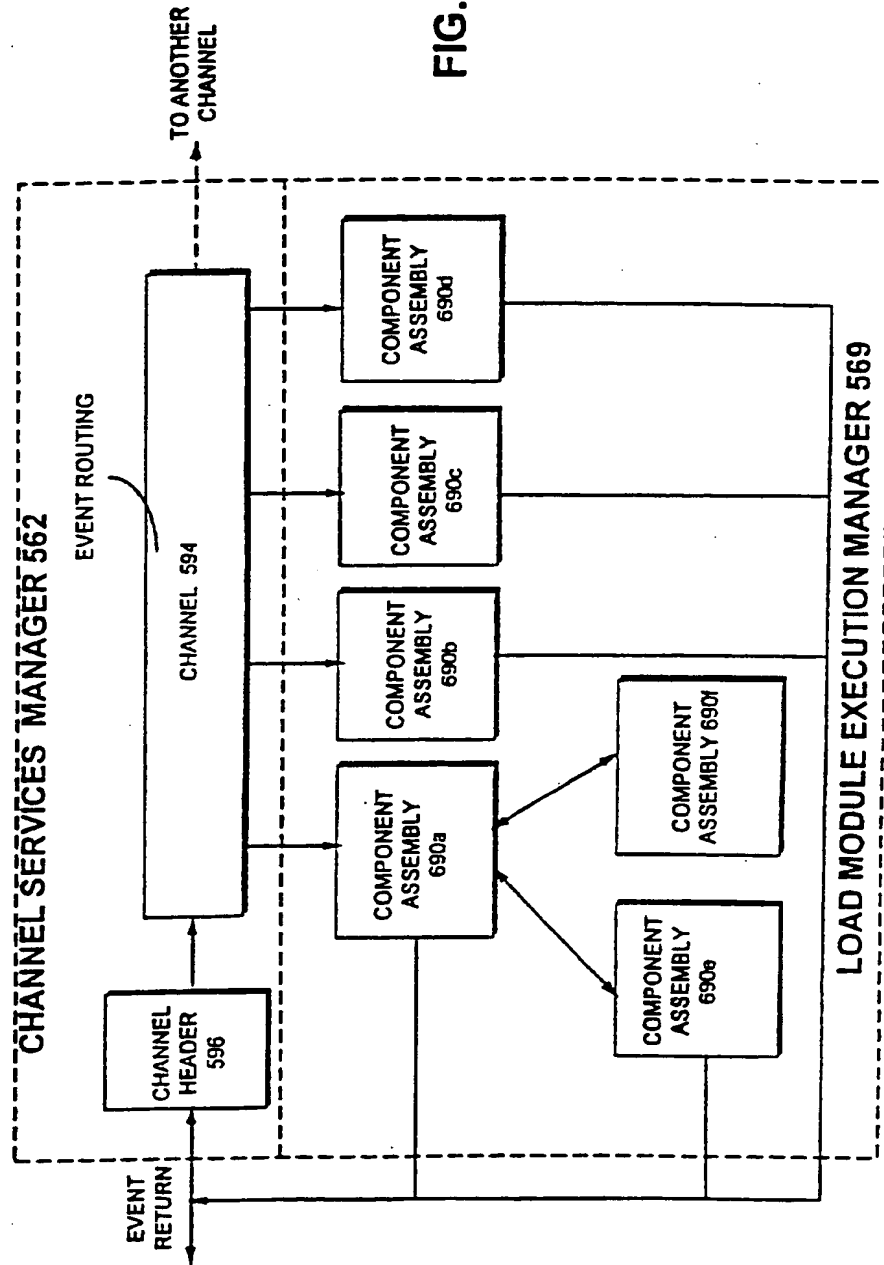 CHANNEL SERVICES MANAGER 562
EVENT ROUTING
TO ANOTHER
CHANNEL
CHANNEL
HEADER
596
CHANNEL 594
EVENT
RETURN
COMPONENT
ASSEMBLY
690a
COMPONENT
ASSEMBLY
690b
COMPONENT
ASSEMBLY
690c
COMPONENT
ASSEMBLY
690d
COMPONENT
ASSEMBLY
690e
COMPONENT
ASSEMBLY 690f
LOAD MODULE EXECUTION MANAGER 569
FIG.